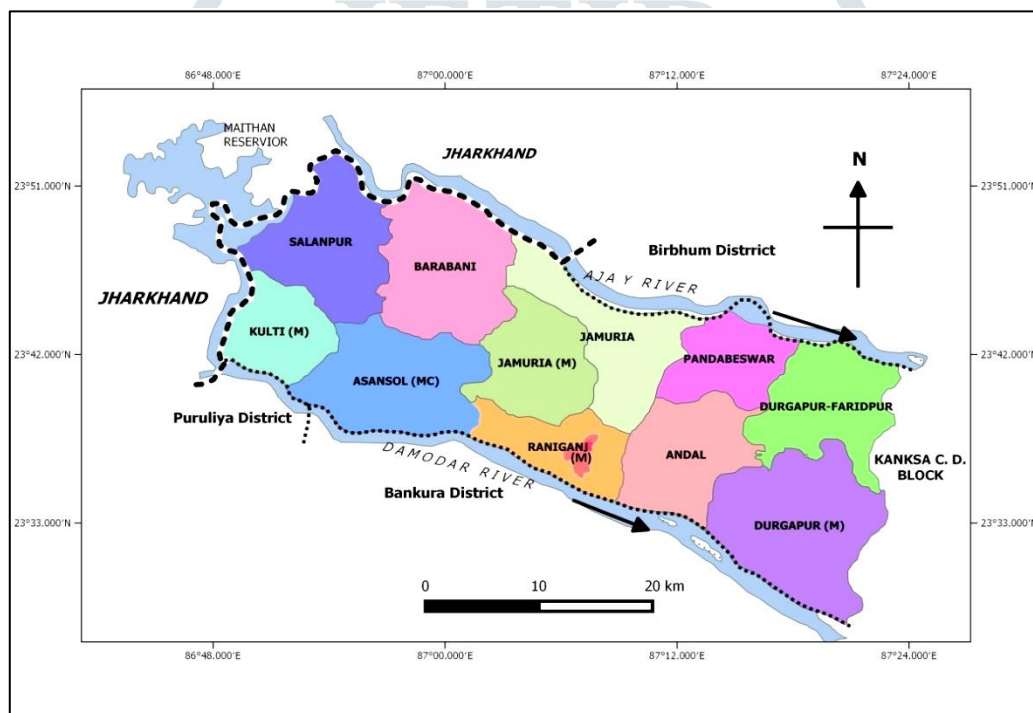 86°48.000'E
87°00.000'E
87°12.000'E
87°24.000'E
MAITHAN
RESERVIOR
JHARKHAND
N
23°51.000'N
23°51.000'N
SALANPUR
BARABANI
Birbhum Distrrict
AJAY RIVER
JHARKHAND
KULTI (M)
JAMURIA
23°42.000'N
23°42.000'N
JAMURIA (M)
PANDABESWAR
ASANSOL (MC)
DURGAPUR-FARIDPUR
Puruliya District
RANIGANJ
(M)
ANDAL
DAMODAR RIVER
KANKSA C. D.
BLOCK
Bankura District
23°33.000'N
23°33.000'N
DURGAPUR (M)
0
10
20 km
86°48.000'E
87°00.000'E
87°12.000'E
87°24.000'E